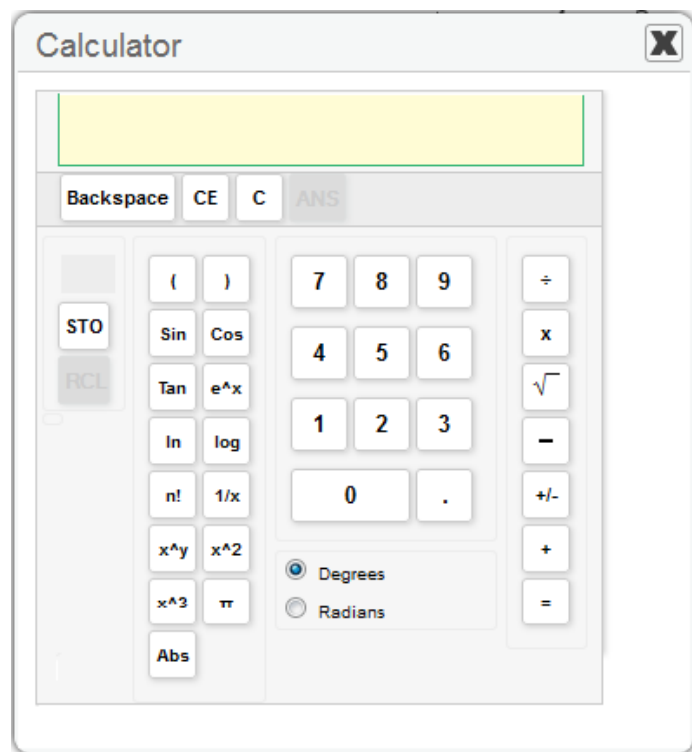 Calculator X
Backspace CE C ANS
( ) 7 8 9 ÷
STO Sin Cos 4 5 6 x
RCL Tan e^x √
ln log 1 2 3 −
n! 1/x 0 . +/-
x^y x^2 Degrees +
x^3 π Radians =
Abs